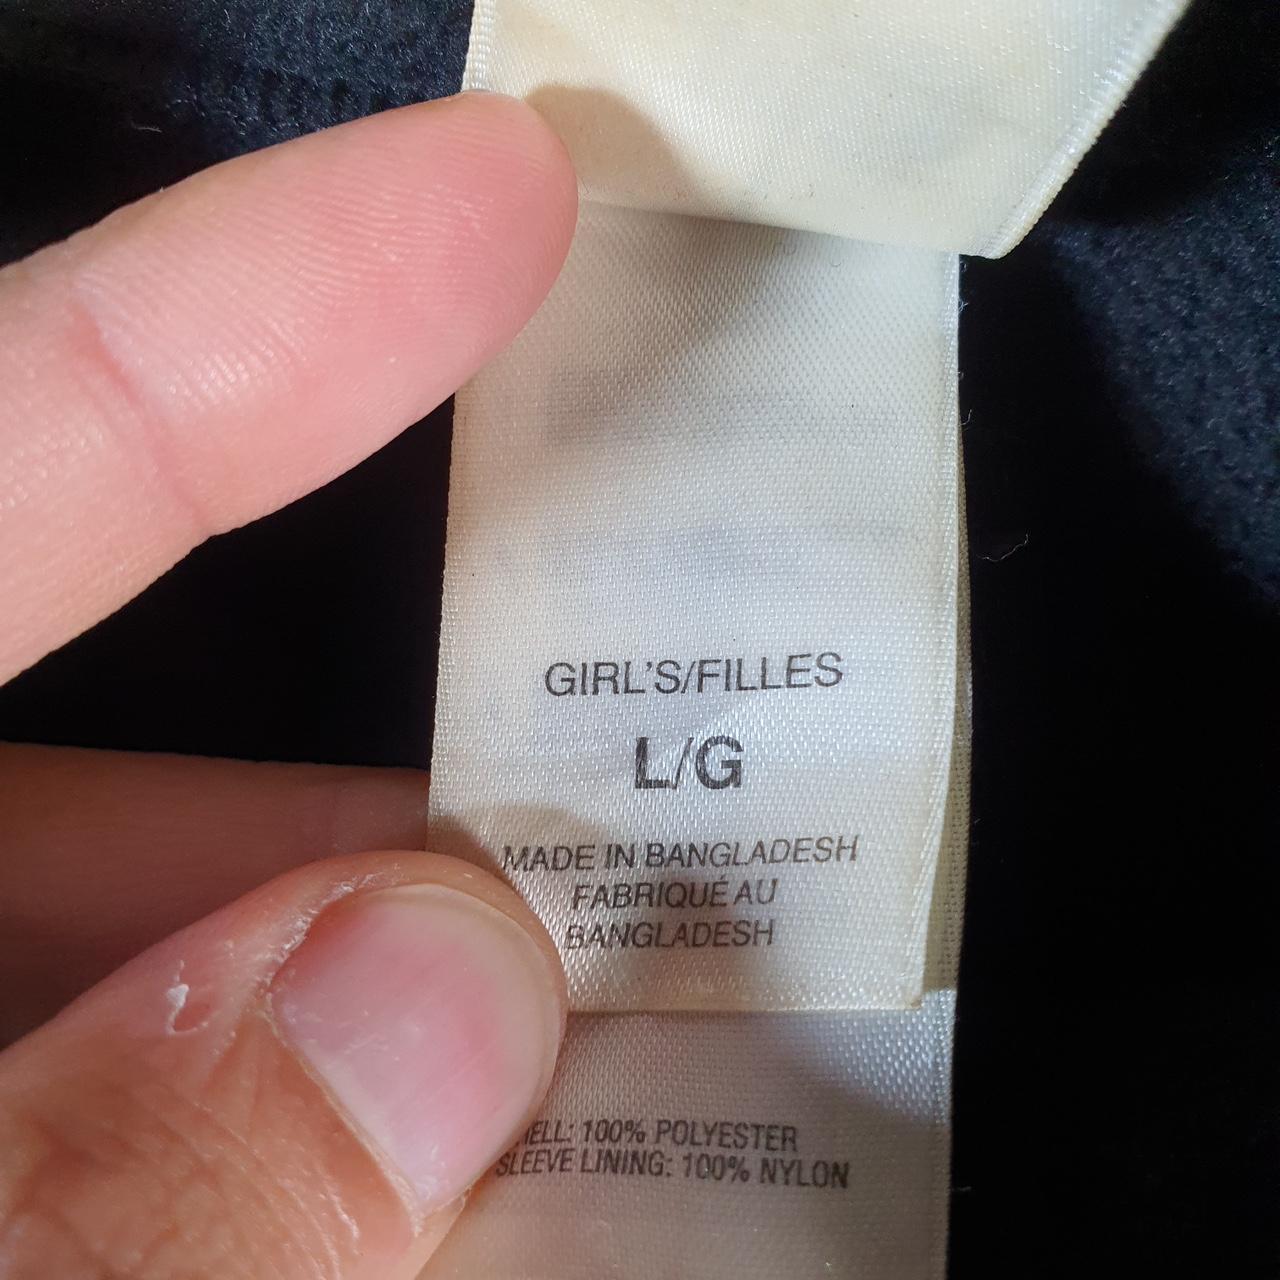 GIRL'S/FILLES
L/G
MADE IN BANGLADESH
FABRIQUÉ AU
BANGLADESH
100% POLYESTER
SLEEVE LINING: 100% NYLON